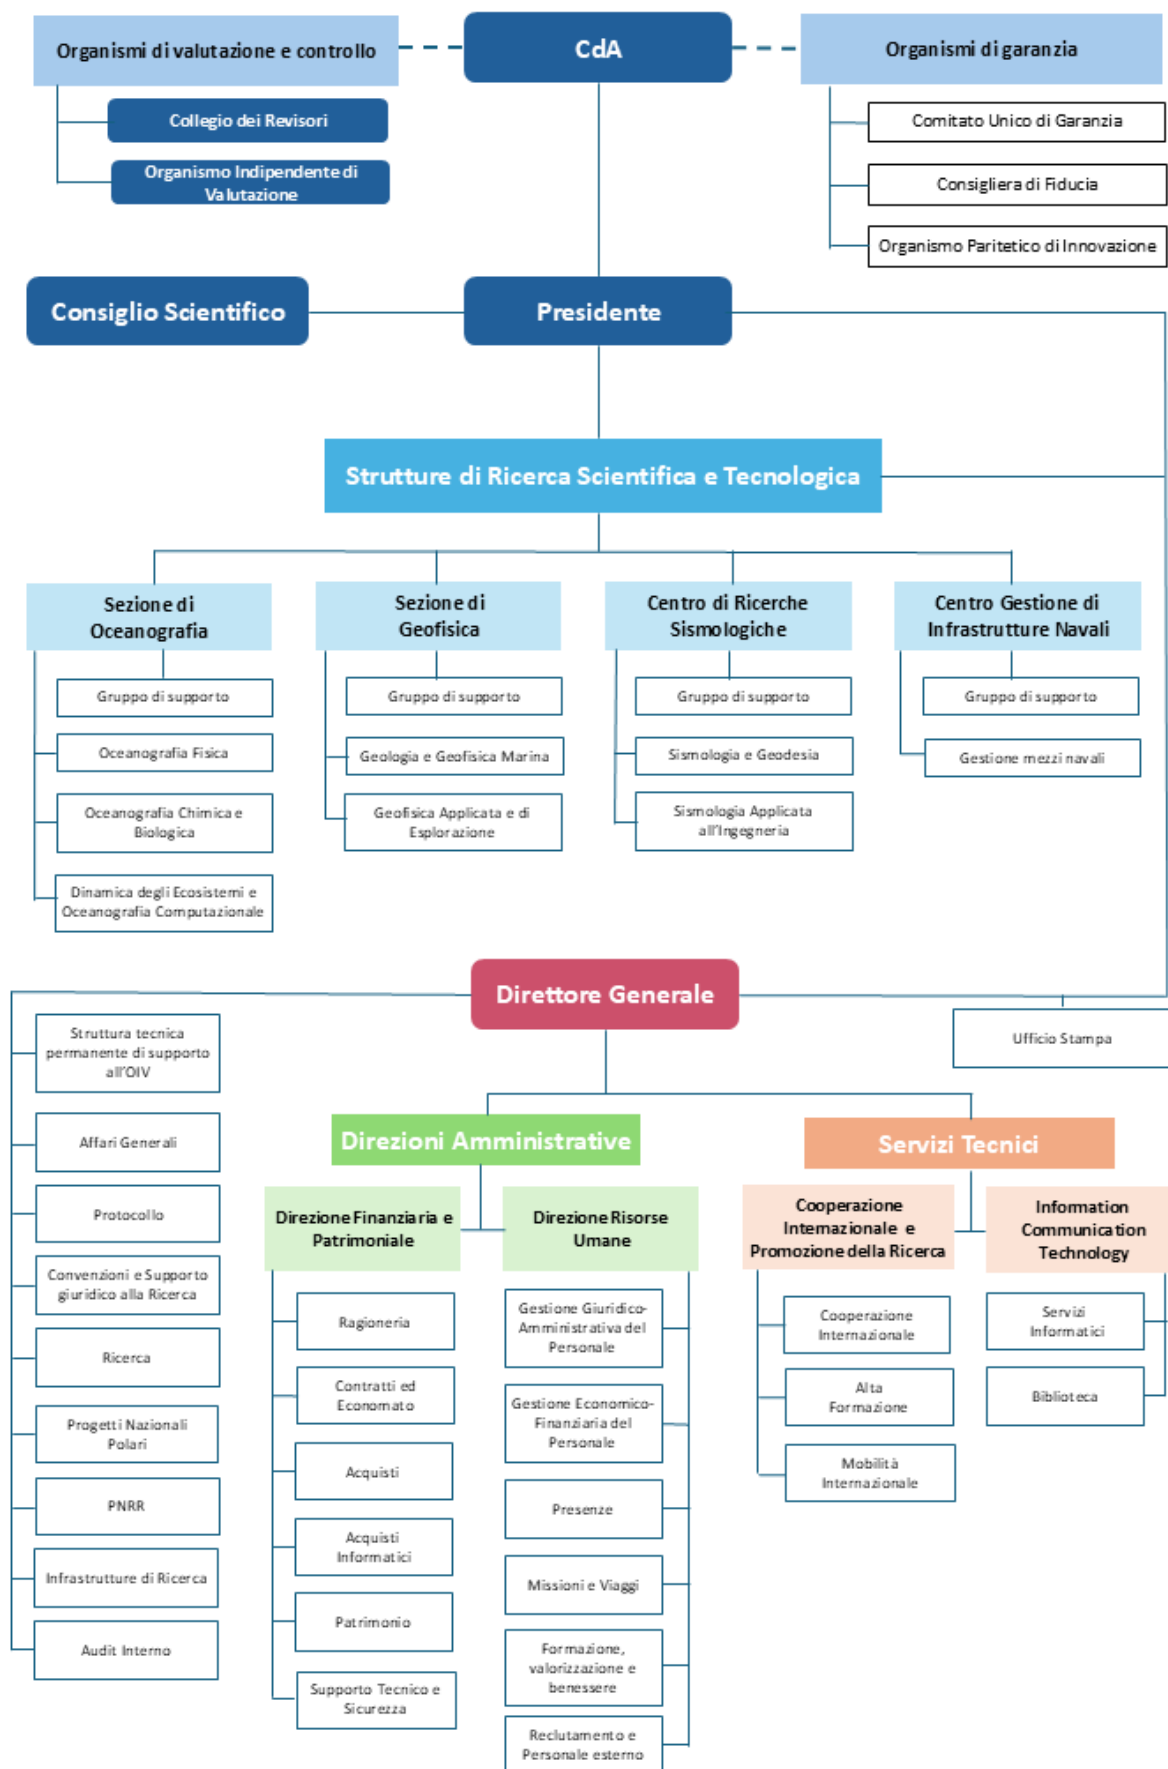 Organismi di valutazione e controllo
CdA
Organismi di garanzia
Collegio dei Revisori
Organismo Indipendente di
Valutazione
Comitato Unico di Garanzia
Consigliera di Fiducia
Organismo Paritetico di Innovazione
Consiglio Scientifico
Presidente
Strutture di Ricerca Scientifica e Tecnologica
Sezione di
Oceanografia
Gruppo di supporto
Oceanografia Fisica
Oceanografia Chimica e
Biologica
Dinamica degli Ecosistemi e
Oceanografia Computazionale
Sezione di
Geofisica
Gruppo di supporto
Geologia e Geofisica Marina
Geofisica Applicata e di
Esplorazione
Centro di Ricerche
Sismologiche
Gruppo di supporto
Sismologia e Geodesia
Sismologia Applicata
all'Ingegneria
Centro Gestione di
Infrastrutture Navali
Gruppo di supporto
Gestione mezzi navali
Direttore Generale
Ufficio Stampa
Struttura tecnica
permanente di supporto
all'OIV
Affari Generali
Protocollo
Convenzioni e Supporto
giuridico alla Ricerca
Ricerca
Progetti Nazionali
Polari
PNRR
Infrastrutture di Ricerca
Audit Interno
Direzioni Amministrative
Direzione Finanziaria e
Patrimoniale
Ragioneria
Contratti ed
Economato
Acquisti
Acquisti
Informatici
Patrimonio
Supporto Tecnico e
Sicurezza
Direzione Risorse
Umane
Gestione Giuridico-
Amministrativa del
Personale
Gestione Economico-
Finanziaria del
Personale
Presenze
Missioni e Viaggi
Formazione,
valorizzazione e
benessere
Reclutamento e
Personale esterno
Servizi Tecnici
Cooperazione
Internazionale e
Promozione della Ricerca
Cooperazione
Internazionale
Alta
Formazione
Mobilità
Internazionale
Information
Communication
Technology
Servizi
Informatici
Biblioteca